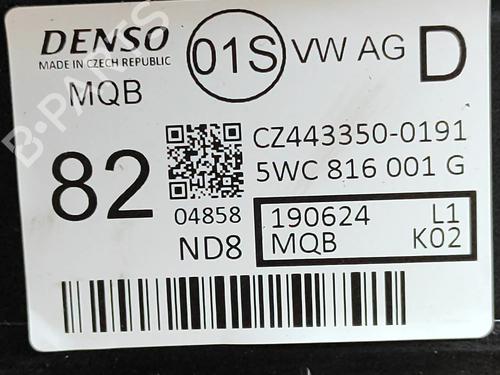 DENSO
MADE IN CZECH REPUBLIC
01S
VW AG
D
MQB
82
CZ443350-0191
5WC 816 001 G
04858
ND8
190624 L1
MQB K02
B-PARTS